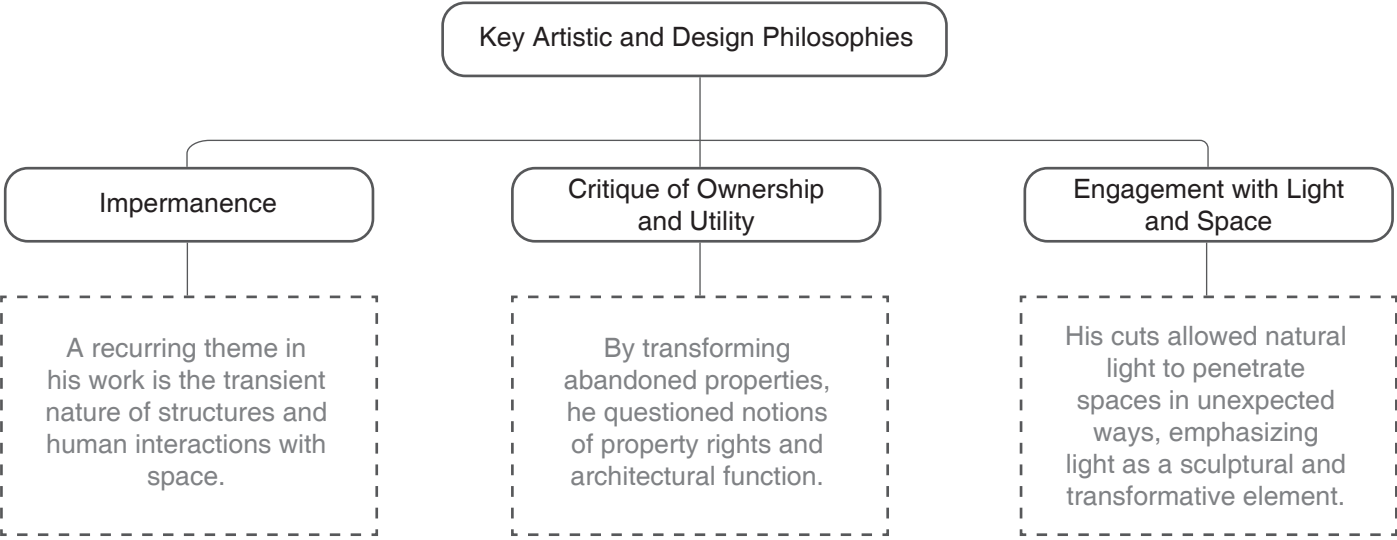 Key Artistic and Design Philosophies
Impermanence
Critique of Ownership
and Utility
Engagement with Light
and Space
A recurring theme in
his work is the transient
nature of structures and
human interactions with
space.
By transforming
abandoned properties,
he questioned notions
of property rights and
architectural function.
His cuts allowed natural
light to penetrate
spaces in unexpected
ways, emphasizing
light as a sculptural and
transformative element.